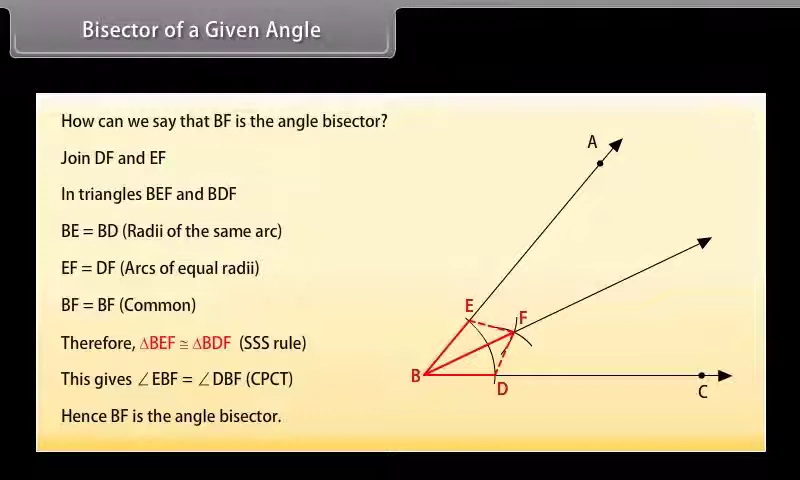 Bisector of a Given Angle
How can we say that BF is the angle bisector?
Join DF and EF
In triangles BEF and BDF
BE = BD (Radii of the same arc)
EF = DF (Arcs of equal radii)
BF = BF (Common)
Therefore, ∆BEF ≅ ∆BDF (SSS rule)
This gives ∠EBF = ∠DBF (CPCT)
Hence BF is the angle bisector.
A
E
F
B
D
C